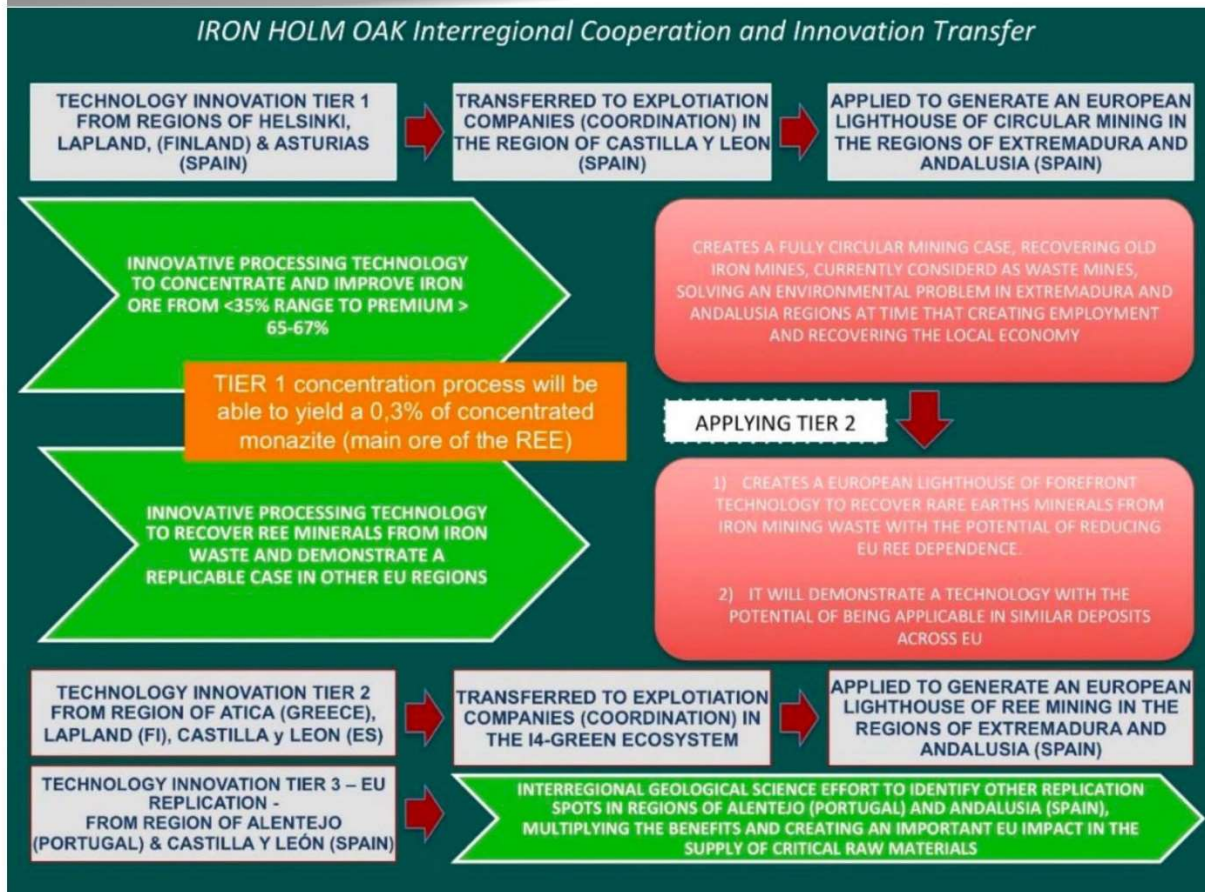 IRON HOLM OAK Interregional Cooperation and Innovation Transfer
TECHNOLOGY INNOVATION TIER 1
FROM REGIONS OF HELSINKI,
LAPLAND, (FINLAND) & ASTURIAS
(SPAIN)
TRANSFERRED TO EXPLOTIATION
COMPANIES (COORDINATION) IN
THE REGION OF CASTILLA Y LEON
(SPAIN)
APPLIED TO GENERATE AN EUROPEAN
LIGHTHOUSE OF CIRCULAR MINING IN
THE REGIONS OF EXTREMADURA AND
ANDALUSIA (SPAIN)
INNOVATIVE PROCESSING TECHNOLOGY
TO CONCENTRATE AND IMPROVE IRON
ORE FROM <35% RANGE TO PREMIUM >
65-67%
CREATES A FULLY CIRCULAR MINING CASE, RECOVERING OLD
IRON MINES, CURRENTLY CONSIDERD AS WASTE MINES,
SOLVING AN ENVIRONMENTAL PROBLEM IN EXTREMADURA AND
ANDALUSIA REGIONS AT TIME THAT CREATING EMPLOYMENT
AND RECOVERING THE LOCAL ECONOMY
TIER 1 concentration process will be
able to yield a 0,3% of concentrated
monazite (main ore of the REE)
APPLYING TIER 2
INNOVATIVE PROCESSING TECHNOLOGY
TO RECOVER REE MINERALS FROM IRON
WASTE AND DEMONSTRATE A
REPLICABLE CASE IN OTHER EU REGIONS
1) CREATES A EUROPEAN LIGHTHOUSE OF FOREFRONT
TECHNOLOGY TO RECOVER RARE EARTHS MINERALS FROM
IRON MINING WASTE WITH THE POTENTIAL OF REDUCING
EU REE DEPENDENCE.
2) IT WILL DEMONSTRATE A TECHNOLOGY WITH THE
POTENTIAL OF BEING APPLICABLE IN SIMILAR DEPOSITS
ACROSS EU
TECHNOLOGY INNOVATION TIER 2
FROM REGION OF ATICA (GREECE),
LAPLAND (FI), CASTILLA y LEON (ES)
TRANSFERRED TO EXPLOTIATION
COMPANIES (COORDINATION) IN
THE I4-GREEN ECOSYSTEM
APPLIED TO GENERATE AN EUROPEAN
LIGHTHOUSE OF REE MINING IN THE
REGIONS OF EXTREMADURA AND
ANDALUSIA (SPAIN)
TECHNOLOGY INNOVATION TIER 3 – EU
REPLICATION -
FROM REGION OF ALENTEJO
(PORTUGAL) & CASTILLA Y LEÓN (SPAIN)
INTERREGIONAL GEOLOGICAL SCIENCE EFFORT TO IDENTIFY OTHER REPLICATION
SPOTS IN REGIONS OF ALENTEJO (PORTUGAL) AND ANDALUSIA (SPAIN),
MULTIPLYING THE BENEFITS AND CREATING AN IMPORTANT EU IMPACT IN THE
SUPPLY OF CRITICAL RAW MATERIALS